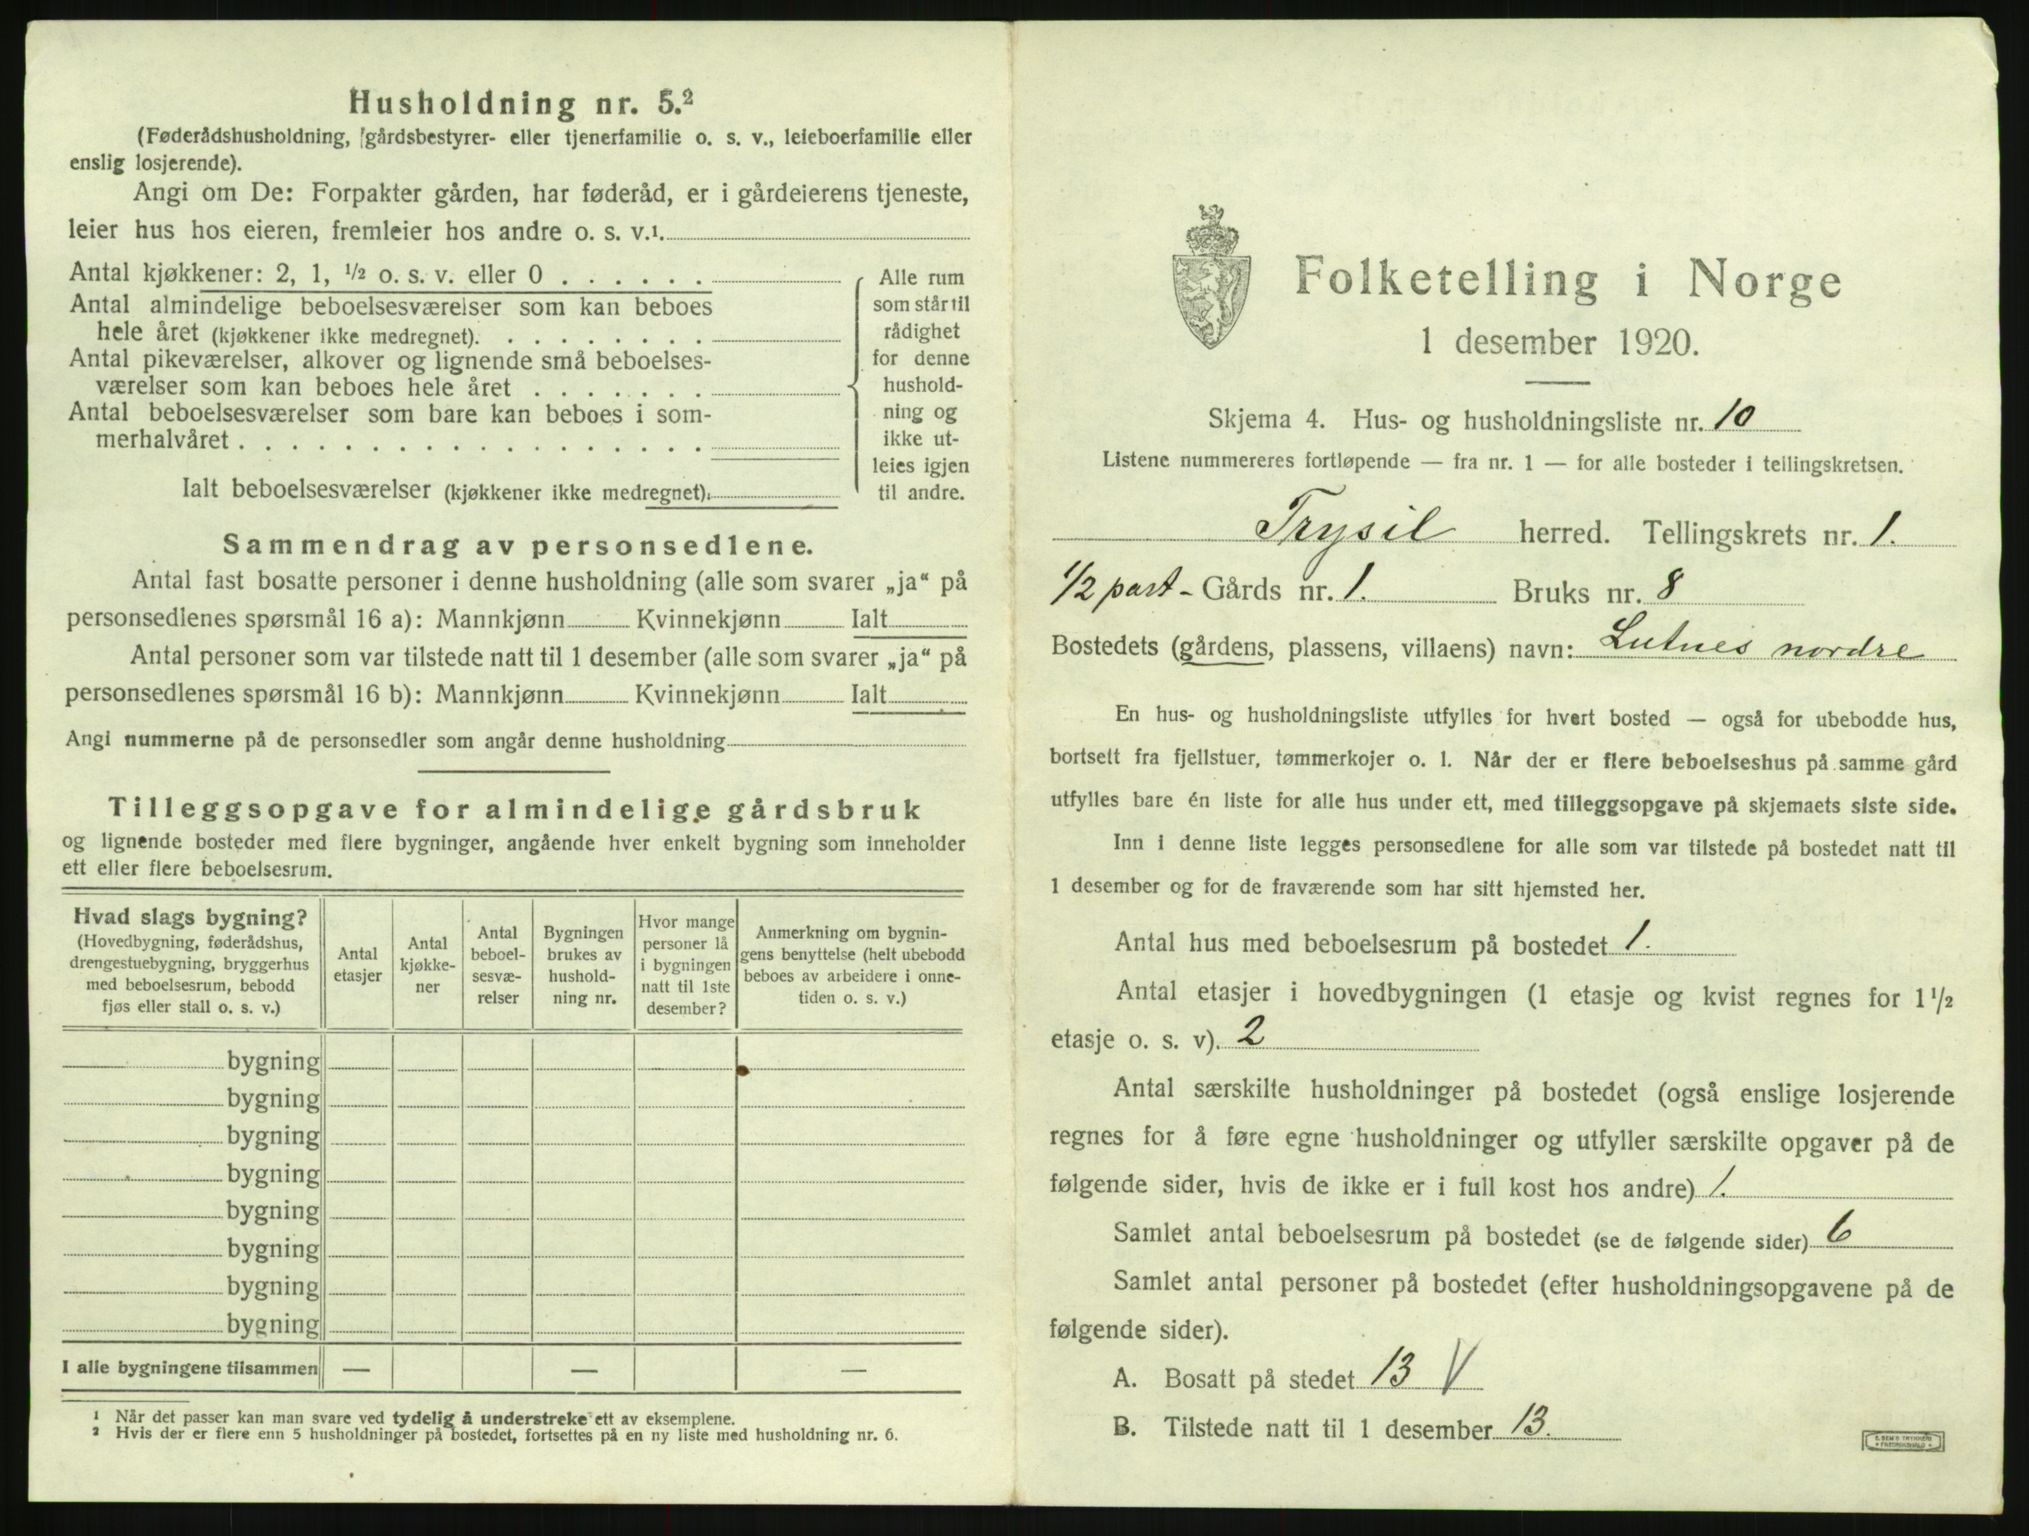 Husholdning nr. 5.²
(Føderådshusholdning, gårdsbestyrer- eller tjenerfamilie o. s. v., leieboerfamilie eller
enslig losjerende).
Angi om De: Forpakter gården, har føderåd, er i gårdeierens tjeneste,
leier hus hos eieren, fremleier hos andre o. s. v.¹.
Antal kjøkkener: 2, 1, ½ o. s. v. eller 0 . . . . . .
Antal almindelige beboelsesværelser som kan beboes
hele året (kjøkkener ikke medregnet). . . . . . . . .
Antal pikeværelser, alkover og lignende små beboelses-
værelser som kan beboes hele året . . . . . . .
Antal beboelsesværelser som bare kan beboes i som-
merhalvåret . . . . . . . . . . . . . . . . . .
Ialt beboelsesværelser (kjøkkener ikke medregnet).
Alle rum
som står til
rådighet
for denne
hushold-
ning og
ikke ut-
leies igjen
til andre.
Sammendrag av personsedlene.
Antal fast bosatte personer i denne husholdning (alle som svarer „ja“ på
personsedlenes spørsmål 16 a): Mannkjønn Kvinnekjønn Ialt
Antal personer som var tilstede natt til 1 desember (alle som svarer „ja“ på
personsedlenes spørsmål 16 b): Mannkjønn Kvinnekjønn Ialt
Angi nummerne på de personsedler som angår denne husholdning
Tilleggsopgave for almindelige gårdsbruk
og lignende bosteder med flere bygninger, angående hver enkelt bygning som inneholder
ett eller flere beboelsesrum.
Hvad slags bygning?
(Hovedbygning, føderådshus,
drengestuebygning, bryggerhus
med beboelsesrum, bebodd
fjøs eller stall o. s. v.)
Antal
etasjer
Antal
kjøkke-
ner
Antal
beboel-
sesvæ-
relser
Bygningen
brukes av
hushold-
ning nr.
Hvor mange
personer lå
i bygningen
natt til 1ste
desember?
Anmerkning om bygnin-
gens benyttelse (helt ubebodd
beboes av arbeidere i onne-
tiden o. s. v.)
bygning
bygning
bygning
bygning
bygning
bygning
bygning
bygning
I alle bygningene tilsammen — — —
¹ Når det passer kan man svare ved tydelig å understreke ett av eksemplene.
² Hvis der er flere enn 5 husholdninger på bostedet, fortsettes på en ny liste med husholdning nr. 6.
Folketelling i Norge
1 desember 1920.
Skjema 4. Hus- og husholdningsliste nr. 10
Listene nummereres fortløpende — fra nr. 1 — for alle bosteder i tellingskretsen.
Trysil herred. Tellingskrets nr. 1.
1/2 part - Gårds nr. 1. Bruks nr. 8
Bostedets (gårdens, plassens, villaens) navn: Lutnes nordre
En hus- og husholdningsliste utfylles for hvert bosted — også for ubebodde hus,
bortsett fra fjellstuer, tømmerkojer o. l. Når der er flere beboelseshus på samme gård
utfylles bare én liste for alle hus under ett, med tilleggsopgave på skjemaets siste side.
Inn i denne liste legges personsedlene for alle som var tilstede på bostedet natt til
1 desember og for de fraværende som har sitt hjemsted her.
Antal hus med beboelsesrum på bostedet 1.
Antal etasjer i hovedbygningen (1 etasje og kvist regnes for 1 ½
etasje o. s. v). 2
Antal særskilte husholdninger på bostedet (også enslige losjerende
regnes for å føre egne husholdninger og utfyller særskilte opgaver på de
følgende sider, hvis de ikke er i full kost hos andre) 1.
Samlet antal beboelsesrum på bostedet (se de følgende sider) 6
Samlet antal personer på bostedet (efter husholdningsopgavene på de
følgende sider).
A. Bosatt på stedet 13 V
B. Tilstede natt til 1 desember 13.